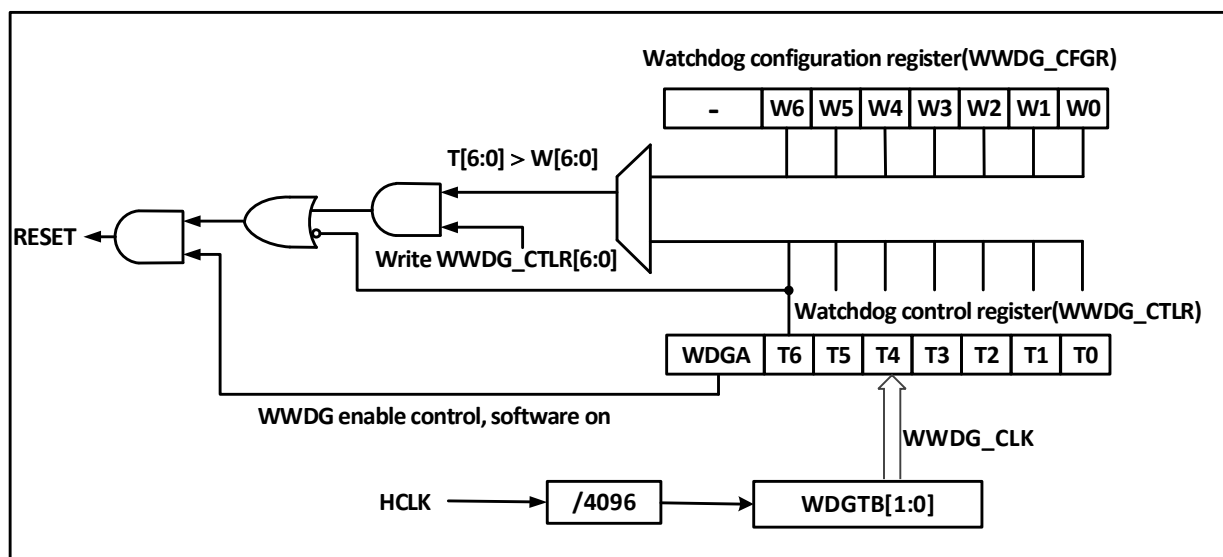 Watchdog configuration register(WWDG_CFGR)
- W6 W5 W4 W3 W2 W1 W0
T[6:0] > W[6:0]
RESET
Write WWDG_CTLR[6:0]
Watchdog control register(WWDG_CTLR)
WDGA T6 T5 T4 T3 T2 T1 T0
WWDG enable control, software on
WWDG_CLK
HCLK /4096 WDGTB[1:0]